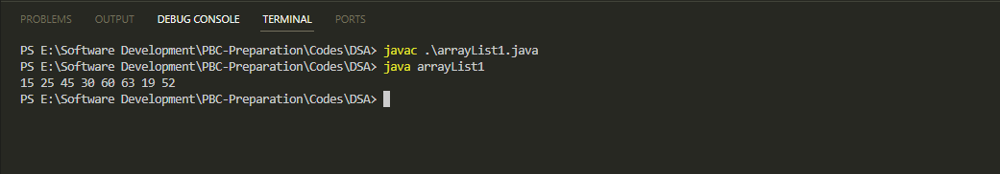 PROBLEMS OUTPUT DEBUG CONSOLE TERMINAL PORTS
PS E:\Software Development\PBC-Preparation\Codes\DSA> javac .\arrayList1.java
PS E:\Software Development\PBC-Preparation\Codes\DSA> java arrayList1
15 25 45 30 60 63 19 52
PS E:\Software Development\PBC-Preparation\Codes\DSA>